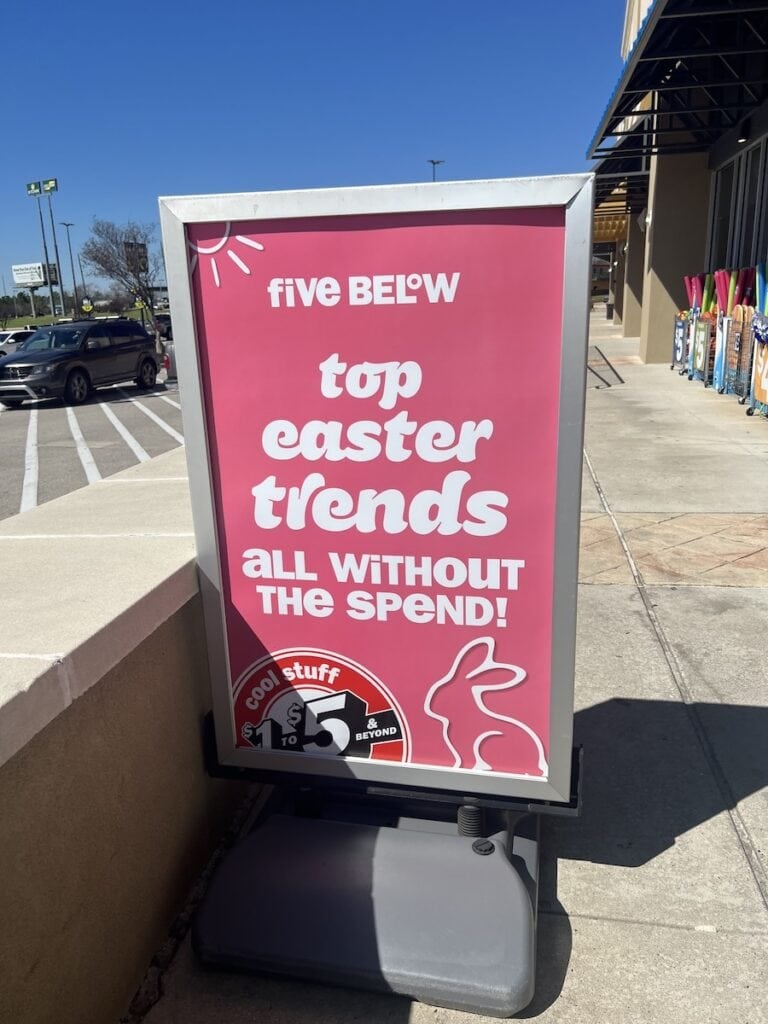 five BELOW
top
easter
trends
aLL WiTHOUT
THe SPeND!
cool stuff
$1 TO $5 & BEYOND